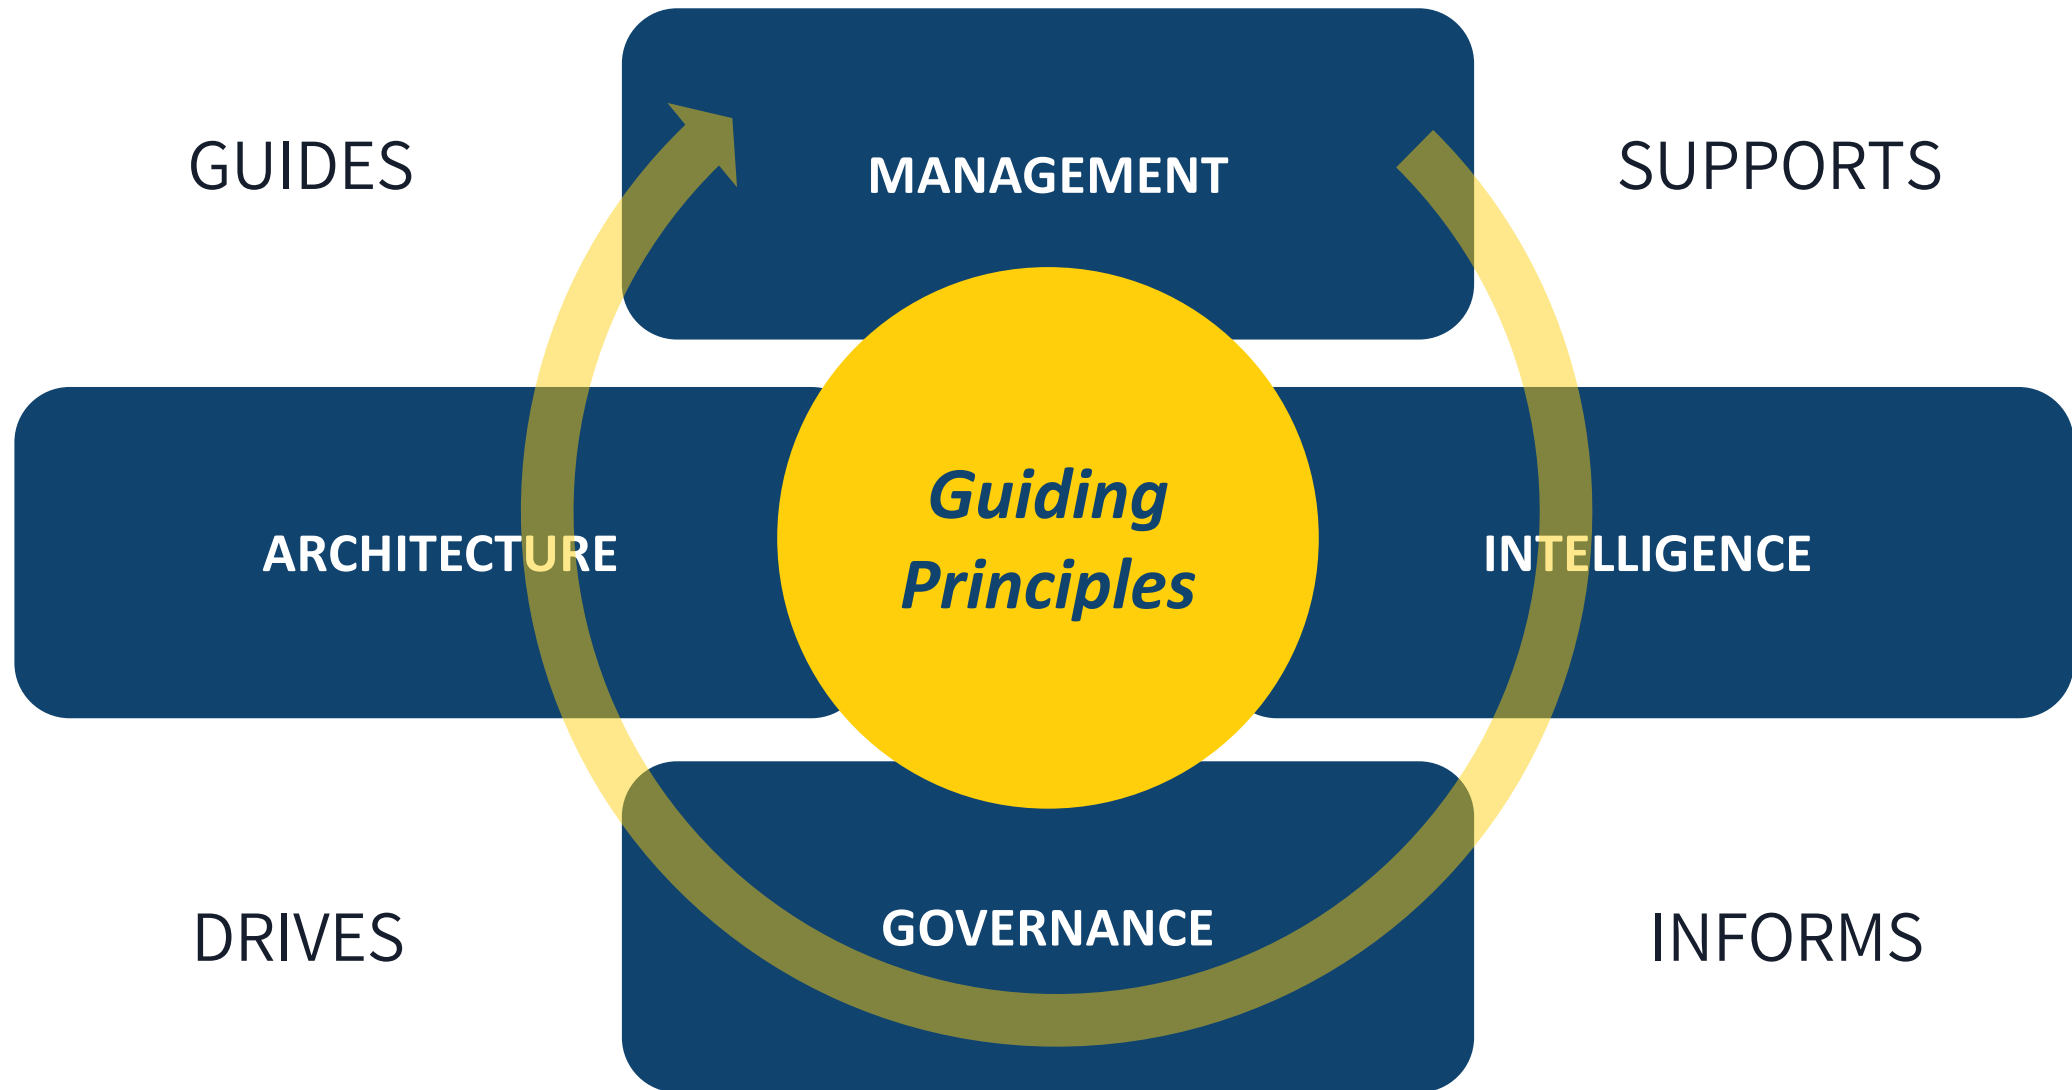 GUIDES
MANAGEMENT
SUPPORTS
ARCHITECTURE
Guiding
Principles
INTELLIGENCE
DRIVES
GOVERNANCE
INFORMS